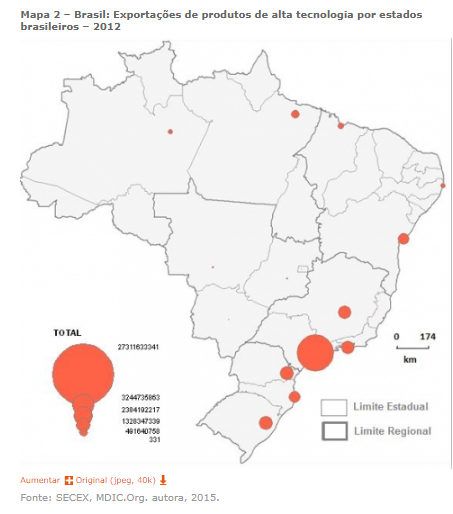 Mapa 2 – Brasil: Exportações de produtos de alta tecnologia por estados
brasileiros – 2012
TOTAL
27311633341
3244735863
2384192217
1328347339
481640758
331
0 174
km
Limite Estadual
Limite Regional
Aumentar Original (jpeg, 40k)
Fonte: SECEX, MDIC.Org. autora, 2015.